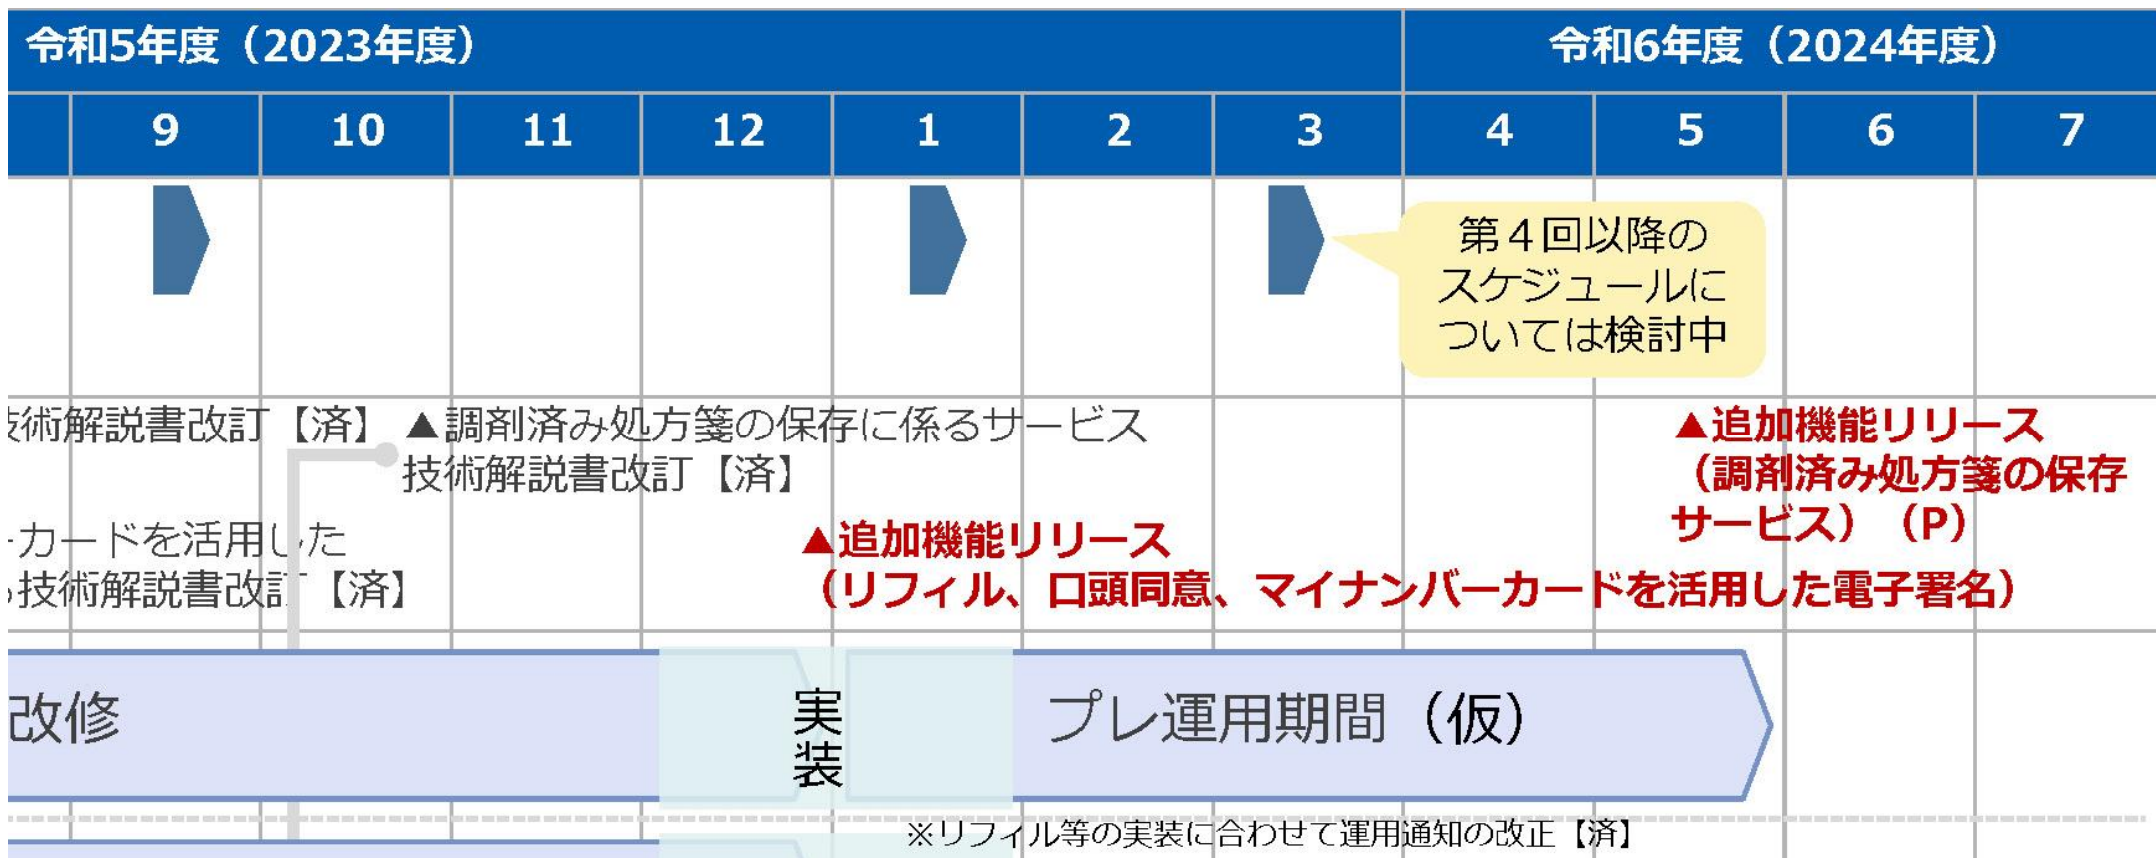 令和5年度（2023年度）
令和6年度（2024年度）
9 10 11 12 1 2 3 4 5 6 7
第４回以降の
スケジュールに
ついては検討中
技術解説書改訂【済】
▲調剤済み処方箋の保存に係るサービス
技術解説書改訂【済】
▲追加機能リリース
（調剤済み処方箋の保存
サービス）（P）
ーカードを活用した
る技術解説書改訂【済】
▲追加機能リリース
（リフィル、口頭同意、マイナンバーカードを活用した電子署名）
改修
実装
プレ運用期間（仮）
※リフィル等の実装に合わせて運用通知の改正【済】